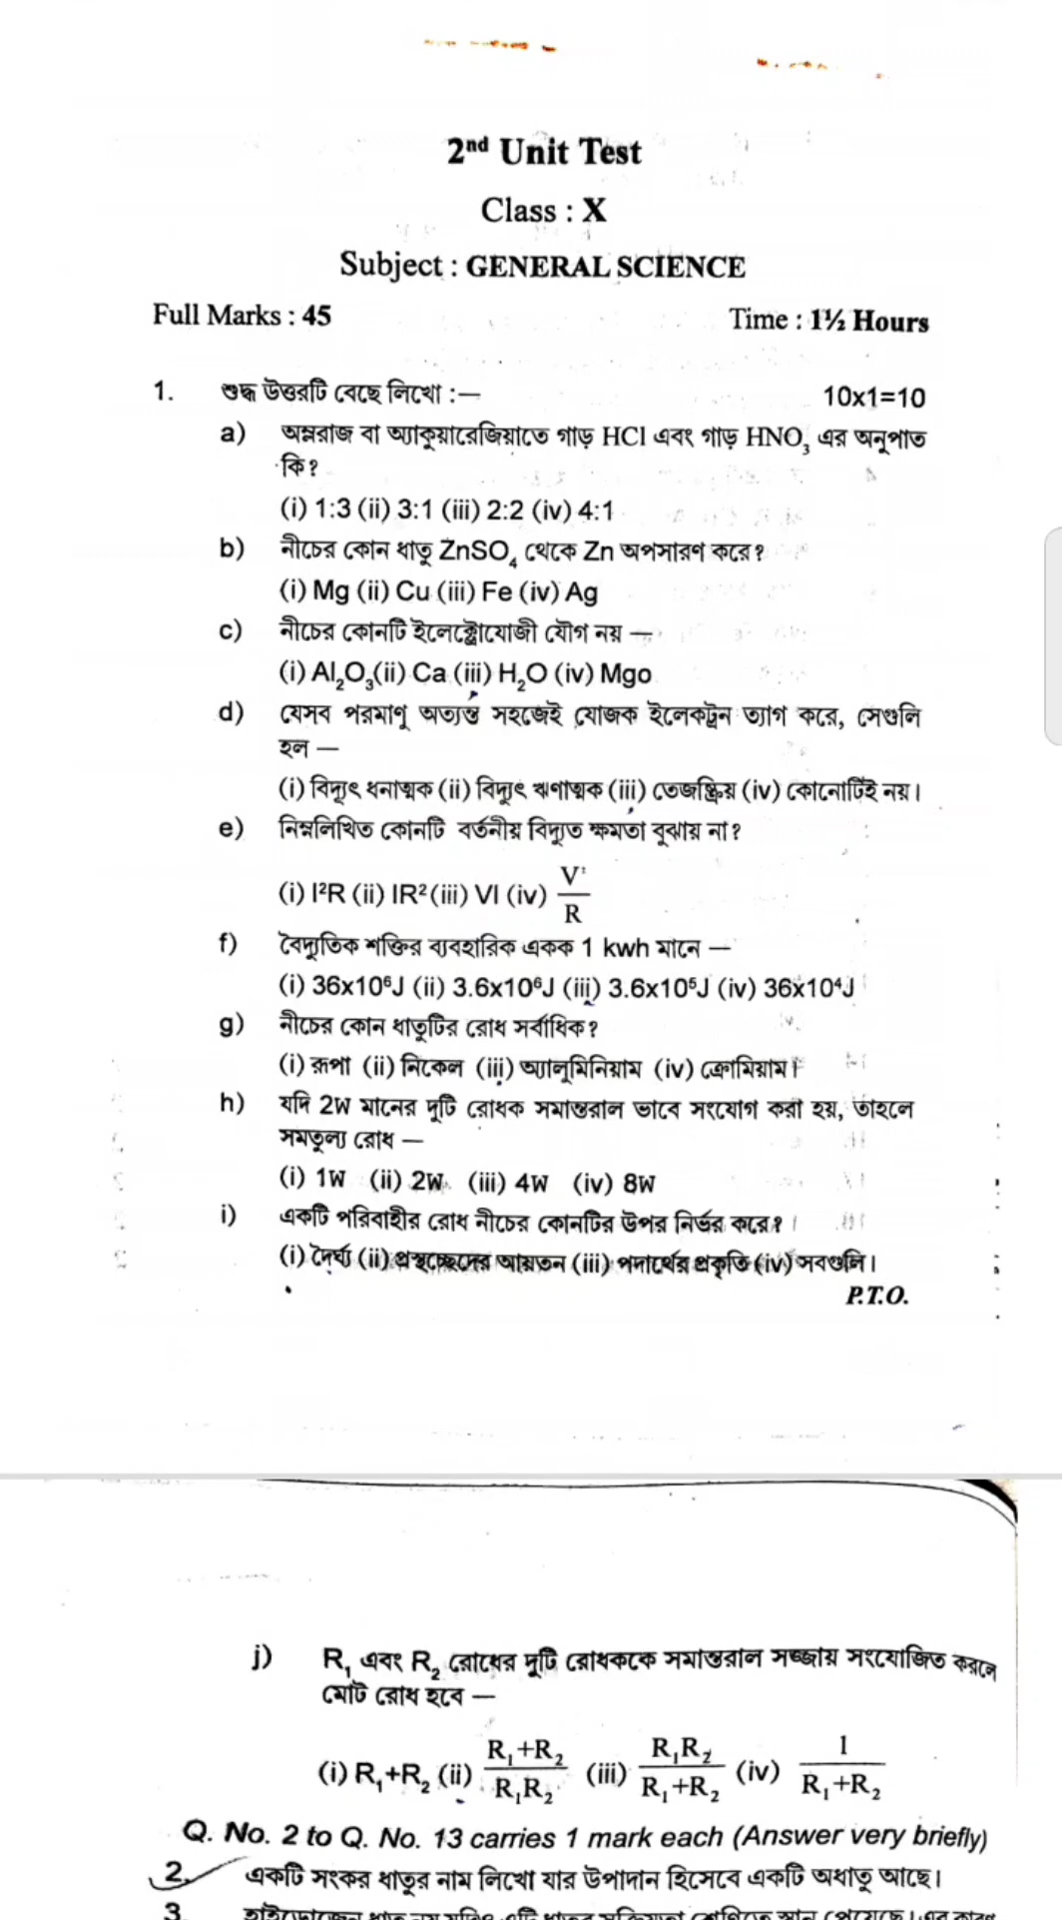 2nd Unit Test
Class : X
Subject : GENERAL SCIENCE
Full Marks : 45 Time : 1½ Hours
1. শুদ্ধ উত্তরটি বেছে লিখো :— 10x1=10
a) অম্লরাজ বা অ্যাকুয়ারেজিয়াতে গাঢ় HCl এবং গাঢ় HNO₃ এর অনুপাত
কি?
(i) 1:3 (ii) 3:1 (iii) 2:2 (iv) 4:1
b) নীচের কোন ধাতু ZnSO₄ থেকে Zn অপসারণ করে?
(i) Mg (ii) Cu (iii) Fe (iv) Ag
c) নীচের কোনটি ইলেক্ট্রোযোজী যৌগ নয় —
(i) Al₂O₃(ii) Ca (iii) H₂O (iv) Mgo
d) যেসব পরমাণু অত্যন্ত সহজেই যোজক ইলেকট্রন ত্যাগ করে, সেগুলি
হল —
(i) বিদ্যুৎ ধনাত্মক (ii) বিদ্যুৎ ঋণাত্মক (iii) তেজষ্ক্রিয় (iv) কোনোটিই নয়।
e) নিম্নলিখিত কোনটি বর্তনীয় বিদ্যুত ক্ষমতা বুঝায় না?
(i) I²R (ii) IR² (iii) VI (iv) V²/R
f) বৈদ্যুতিক শক্তির ব্যবহারিক একক 1 kwh মানে —
(i) 36x10⁶J (ii) 3.6x10⁶J (iii) 3.6x10⁵J (iv) 36x10⁴J
g) নীচের কোন ধাতুটির রোধ সর্বাধিক?
(i) রূপা (ii) নিকেল (iii) অ্যালুমিনিয়াম (iv) ক্রোমিয়াম।
h) যদি 2W মানের দুটি রোধক সমান্তরাল ভাবে সংযোগ করা হয়, তাহলে
সমতুল্য রোধ —
(i) 1W (ii) 2W (iii) 4W (iv) 8W
i) একটি পরিবাহীর রোধ নীচের কোনটির উপর নির্ভর করে?
(i) দৈর্ঘ্য (ii) প্রস্থচ্ছেদের আয়তন (iii) পদার্থের প্রকৃতি (iv) সবগুলি।
P.T.O.
j) R₁ এবং R₂ রোধের দুটি রোধককে সমান্তরাল সজ্জায় সংযোজিত করলে
মোট রোধ হবে —
(i) R₁+R₂ (ii) R₁+R₂/R₁R₂ (iii) R₁R₂/R₁+R₂ (iv) 1/R₁+R₂
Q. No. 2 to Q. No. 13 carries 1 mark each (Answer very briefly)
2. একটি সংকর ধাতুর নাম লিখো যার উপাদান হিসেবে একটি অধাতু আছে।
3.